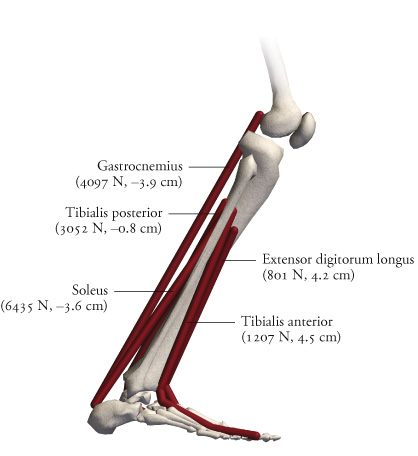 Gastrocnemius
(4097 N, –3.9 cm)
Tibialis posterior
(3052 N, –0.8 cm)
Extensor digitorum longus
(801 N, 4.2 cm)
Soleus
(6435 N, –3.6 cm)
Tibialis anterior
(1207 N, 4.5 cm)